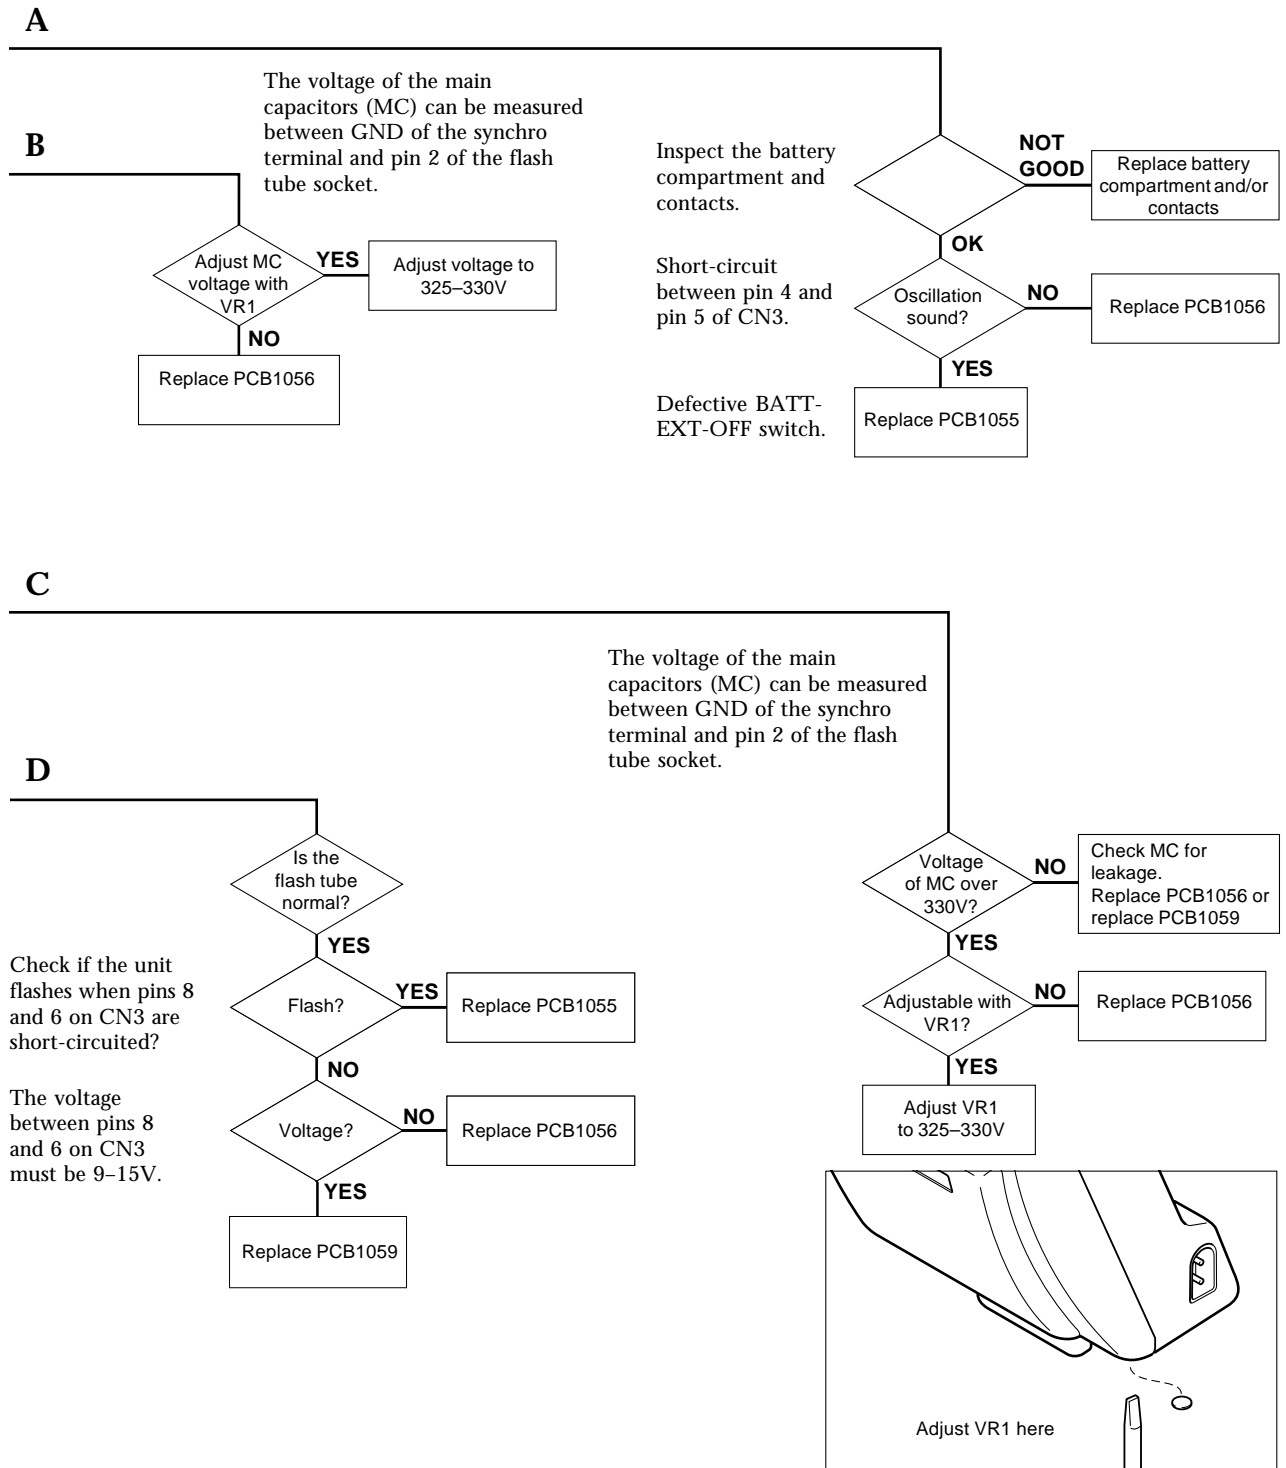 A
The voltage of the main
capacitors (MC) can be measured
between GND of the synchro
terminal and pin 2 of the flash
tube socket.
B
Adjust MC
voltage with
VR1
YES
Adjust voltage to
325–330V
NO
Replace PCB1056
Inspect the battery
compartment and
contacts.
NOT
GOOD
Replace battery
compartment and/or
contacts
OK
Short-circuit
between pin 4 and
pin 5 of CN3.
Oscillation
sound?
NO
Replace PCB1056
YES
Defective BATT-
EXT-OFF switch.
Replace PCB1055
C
The voltage of the main
capacitors (MC) can be measured
between GND of the synchro
terminal and pin 2 of the flash
tube socket.
D
Is the
flash tube
normal?
YES
Check if the unit
flashes when pins 8
and 6 on CN3 are
short-circuited?
Flash?
YES
Replace PCB1055
NO
The voltage
between pins 8
and 6 on CN3
must be 9–15V.
Voltage?
NO
Replace PCB1056
YES
Replace PCB1059
Voltage
of MC over
330V?
NO
Check MC for
leakage.
Replace PCB1056 or
replace PCB1059
YES
Adjustable with
VR1?
NO
Replace PCB1056
YES
Adjust VR1
to 325–330V
Adjust VR1 here